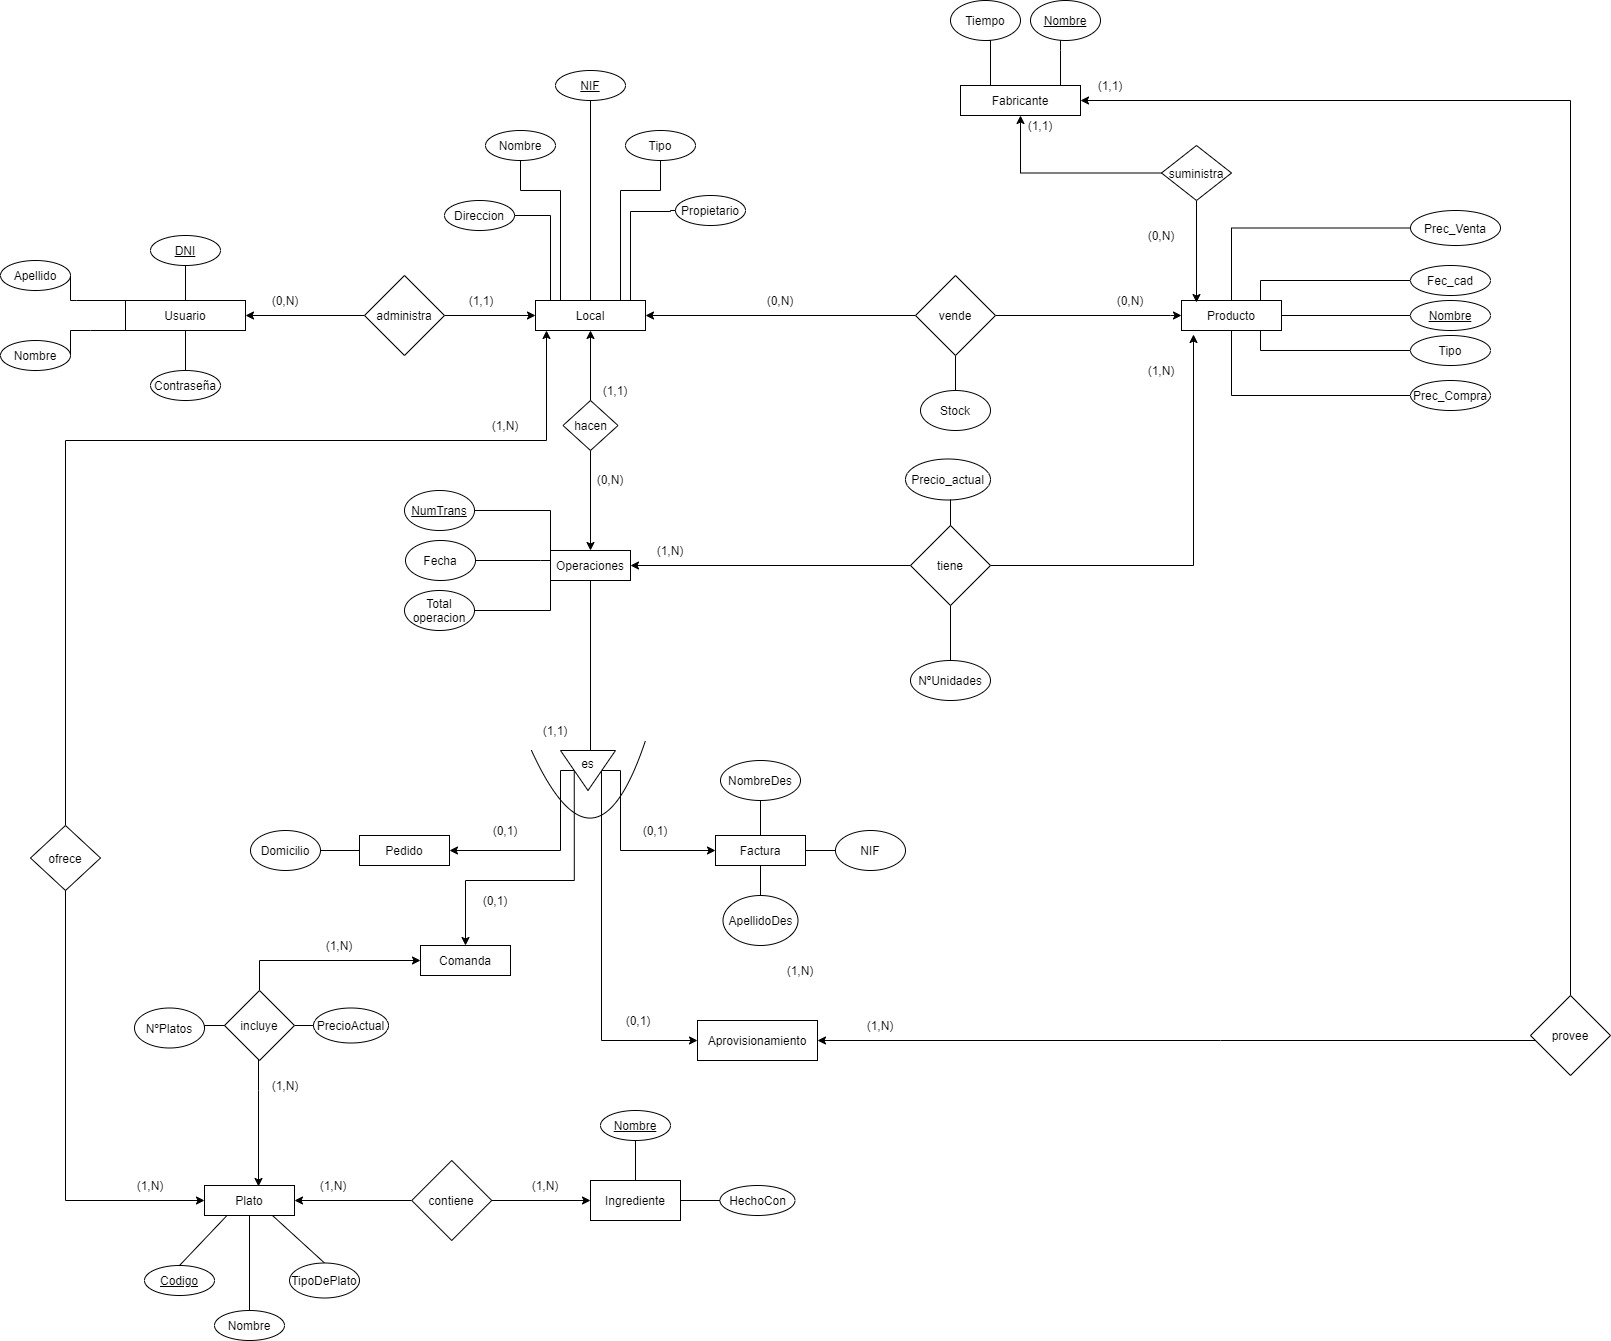 Tiempo
Nombre
(1,1)
Fabricante
(1,1)
NIF
Nombre
Tipo
suministra
Direccion
Propietario
(0,N)
Prec_Venta
DNI
Apellido
Fec_cad
Usuario
(0,N)
administra
(1,1)
Local
(0,N)
vende
(0,N)
Producto
Nombre
Nombre
Tipo
Contraseña
(1,N)
(1,1)
Stock
Prec_Compra
(1,N)
hacen
(0,N)
Precio_actual
NumTrans
Fecha
Operaciones
(1,N)
tiene
Total
operacion
NºUnidades
(1,1)
es
NombreDes
(0,1)
(0,1)
Domicilio
Pedido
Factura
NIF
ofrece
(0,1)
ApellidoDes
(1,N)
Comanda
(1,N)
NºPlatos
incluye
PrecioActual
(0,1)
Aprovisionamiento
(1,N)
provee
(1,N)
Nombre
(1,N)
Plato
(1,N)
contiene
(1,N)
Ingrediente
HechoCon
Codigo
TipoDePlato
Nombre